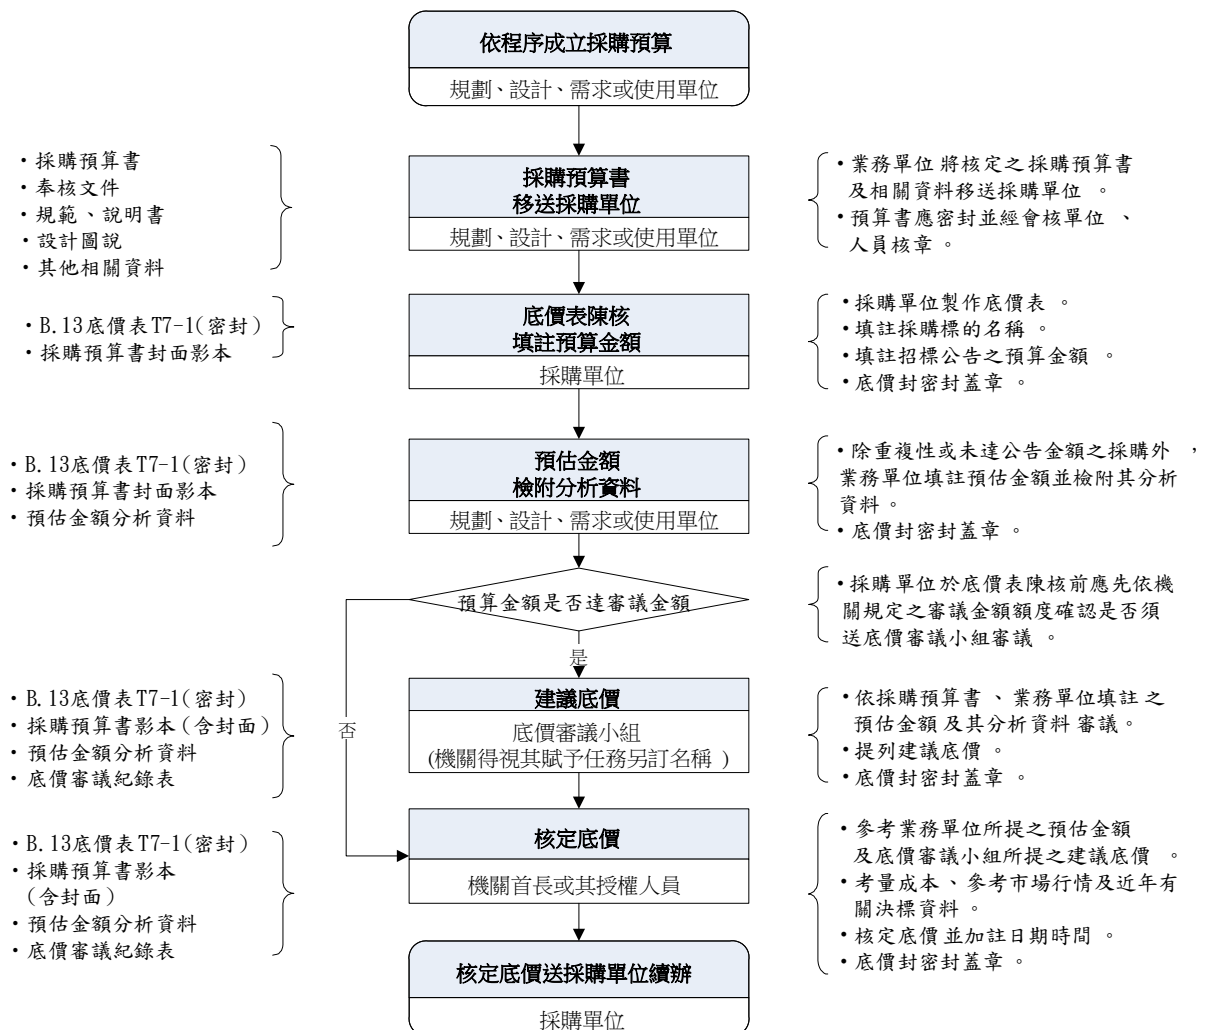 依程序成立採購預算
規劃、設計、需求或使用單位
・採購預算書
・奉核文件
・規範、說明書
・設計圖說
・其他相關資料
採購預算書
移送採購單位
規劃、設計、需求或使用單位
・業務單位將核定之採購預算書
及相關資料移送採購單位。
・預算書應密封並經會核單位、
人員核章。
・B.13底價表T7-1(密封)
・採購預算書封面影本
底價表陳核
填註預算金額
採購單位
・採購單位製作底價表。
・填註採購標的名稱。
・填註招標公告之預算金額。
・底價封密封蓋章。
・B.13底價表T7-1(密封)
・採購預算書封面影本
・預估金額分析資料
預估金額
檢附分析資料
規劃、設計、需求或使用單位
・除重複性或未達公告金額之採購外，
業務單位填註預估金額並檢附其分析
資料。
・底價封密封蓋章。
預算金額是否達審議金額
・採購單位於底價表陳核前應先依機
關規定之審議金額額度確認是否須
送底價審議小組審議。
是
否
・B.13底價表T7-1(密封)
・採購預算書影本(含封面)
・預估金額分析資料
・底價審議紀錄表
建議底價
底價審議小組
(機關得視其賦予任務另訂名稱)
・依採購預算書、業務單位填註之
預估金額及其分析資料審議。
・提列建議底價。
・底價封密封蓋章。
・B.13底價表T7-1(密封)
・採購預算書影本
(含封面)
・預估金額分析資料
・底價審議紀錄表
核定底價
機關首長或其授權人員
・參考業務單位所提之預估金額
及底價審議小組所提之建議底價。
・考量成本、參考市場行情及近年有
關決標資料。
・核定底價並加註日期時間。
・底價封密封蓋章。
核定底價送採購單位續辦
採購單位